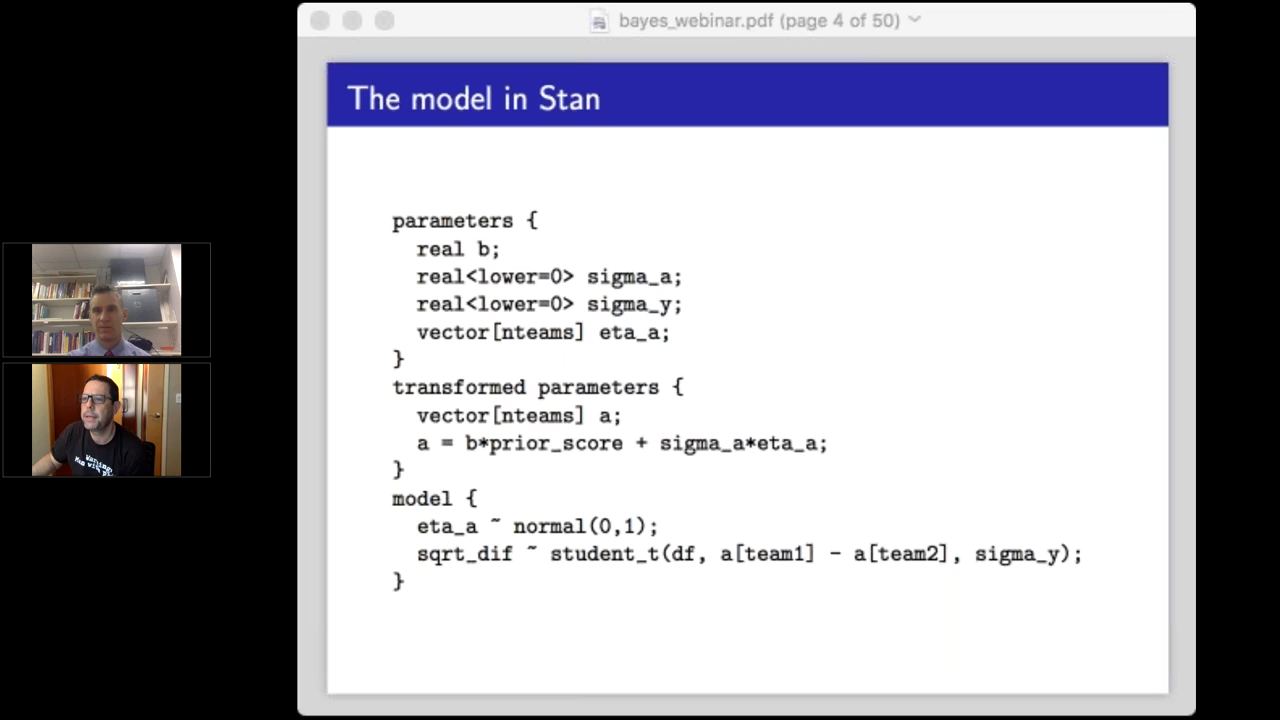 bayes_webinar.pdf (page 4 of 50)
The model in Stan
parameters {
real b;
real<lower=0> sigma_a;
real<lower=0> sigma_y;
vector[nteams] eta_a;
}
transformed parameters {
vector[nteams] a;
a = b*prior_score + sigma_a*eta_a;
}
model {
eta_a ~ normal(0,1);
sqrt_dif ~ student_t(df, a[team1] - a[team2], sigma_y);
}
Warning: